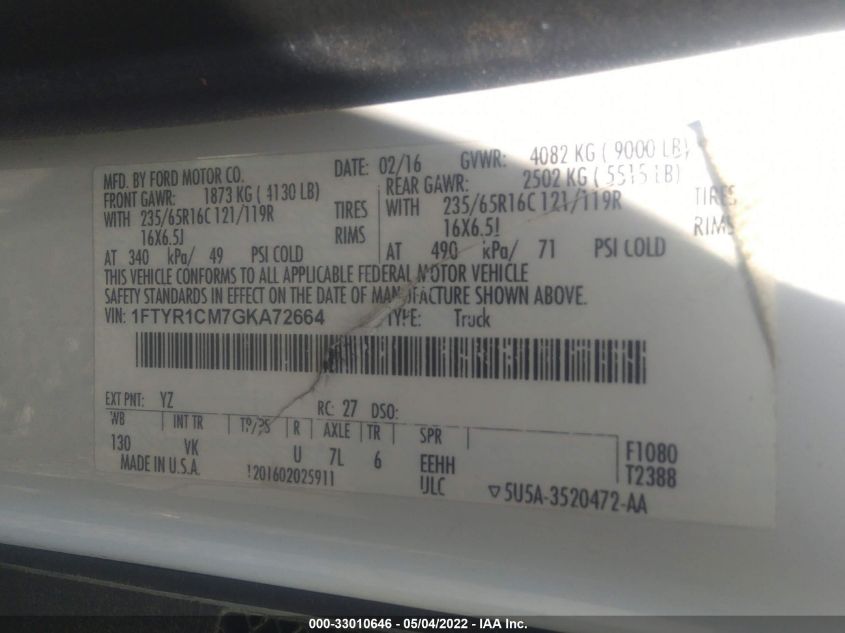 MFD. BY FORD MOTOR CO. DATE: 02/16 GVWR: 4082 KG ( 9000 LB)
FRONT GAWR: 1873 KG ( 4130 LB) REAR GAWR: 2502 KG ( 5515 LB)
WITH 235/65R16C 121/119R TIRES WITH 235/65R16C 121/119R TIRES
16X6.5J RIMS 16X6.5J RIMS
AT 340 kPa/ 49 PSI COLD AT 490 kPa/ 71 PSI COLD
THIS VEHICLE CONFORMS TO ALL APPLICABLE FEDERAL MOTOR VEHICLE
SAFETY STANDARDS IN EFFECT ON THE DATE OF MANUFACTURE SHOWN ABOVE.
VIN: 1FTYR1CM7GKA72664 TYPE: Truck
EXT PNT: YZ RC: 27 DSO:
WB INT TR TP/PS R AXLE TR SPR
130 VK U 7L 6 EEHH F1080
MADE IN U.S.A. 201602025911 ULC T2388
5U5A-3520472-AA
000-33010646 - 05/04/2022 - IAA Inc.